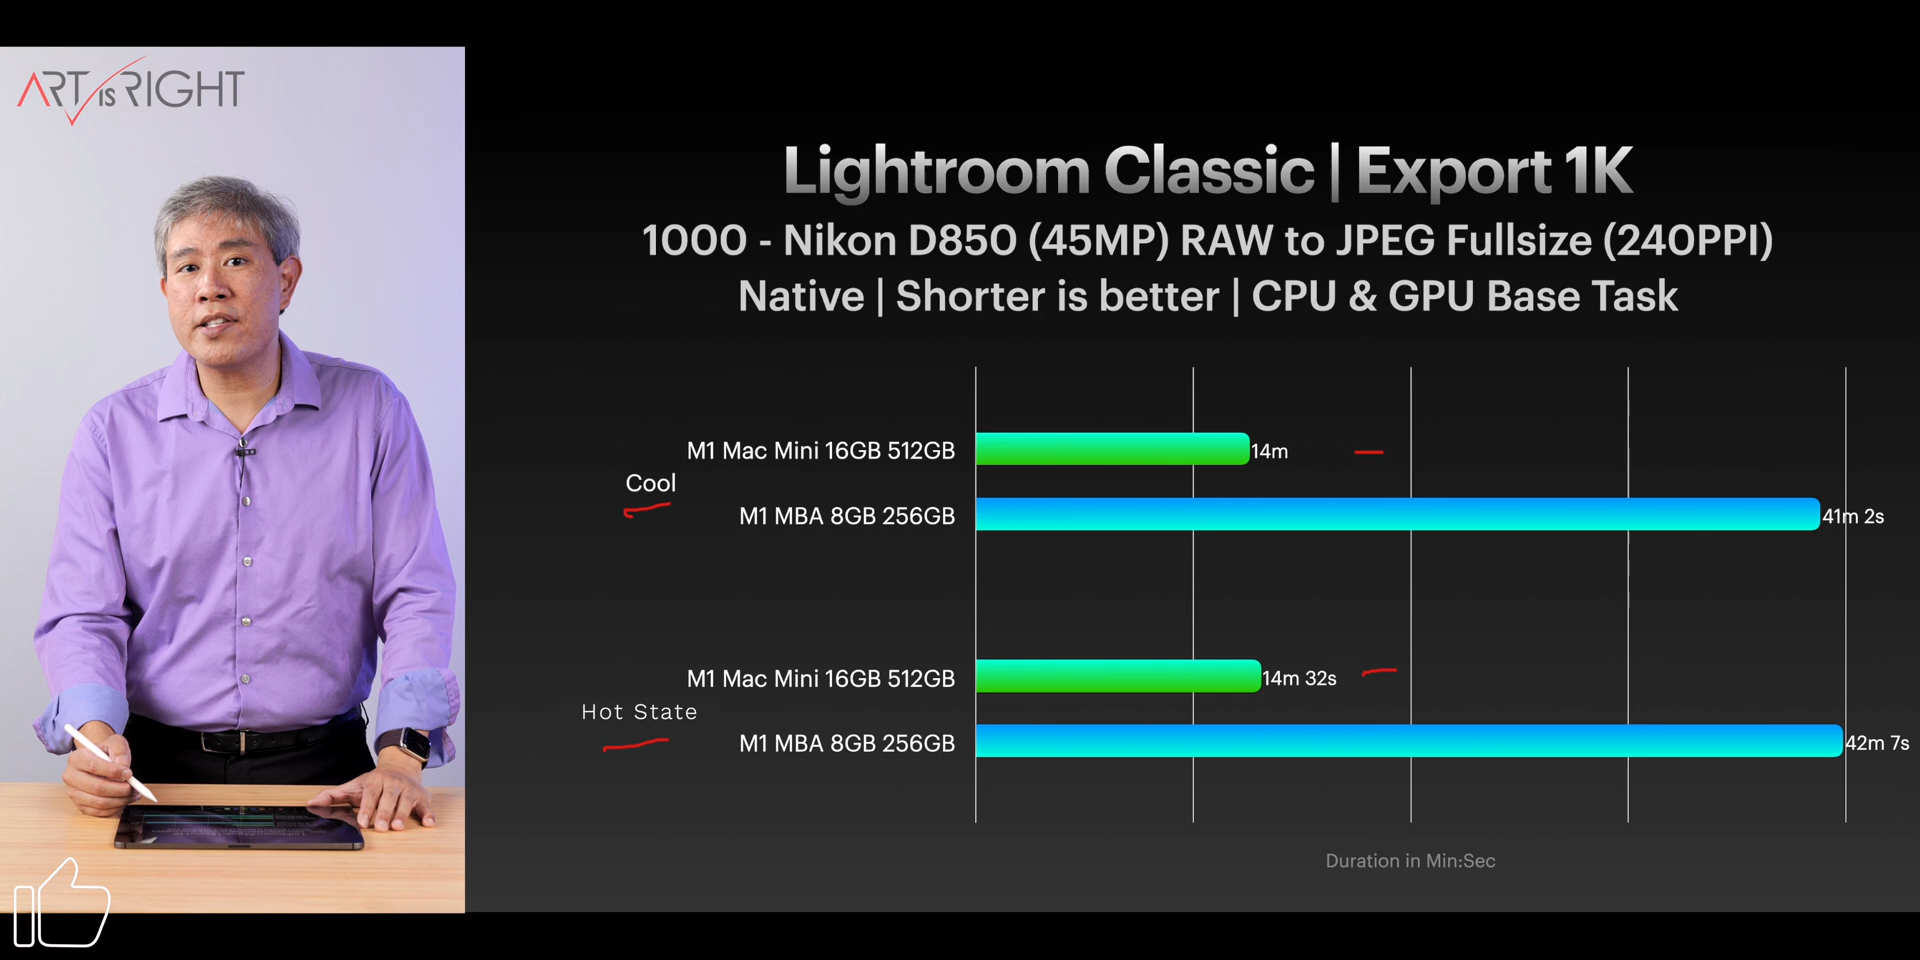 ART IS RIGHT
Lightroom Classic | Export 1K
1000 - Nikon D850 (45MP) RAW to JPEG Fullsize (240PPI)
Native | Shorter is better | CPU & GPU Base Task
M1 Mac Mini 16GB 512GB 14m
Cool
M1 MBA 8GB 256GB 41m 2s
M1 Mac Mini 16GB 512GB 14m 32s
Hot State
M1 MBA 8GB 256GB 42m 7s
Duration in Min:Sec